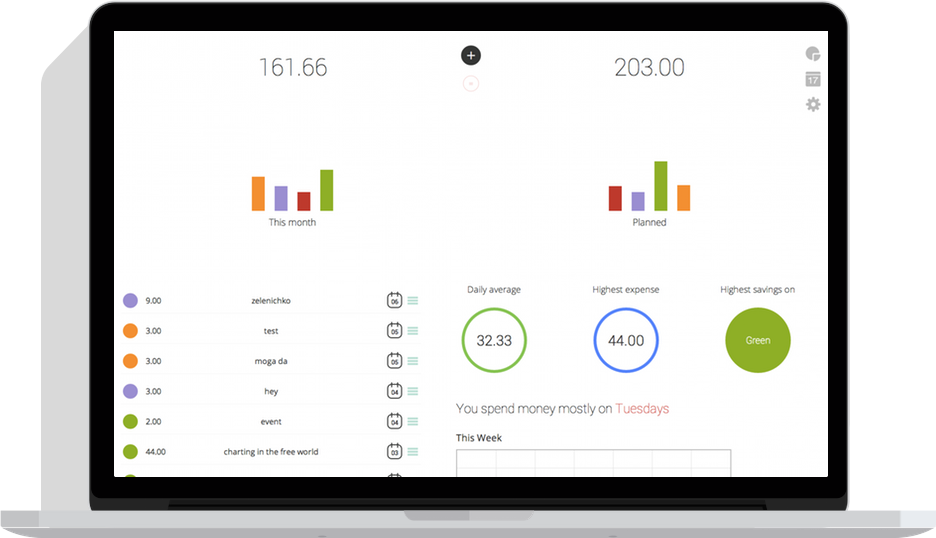 161.66
+
203.00
17
This month
Planned
9.00 zelenichko 06
3.00 test 05
3.00 moga da 05
3.00 hey 04
2.00 event 04
44.00 charting in the free world 03
Daily average
Highest expense
Highest savings on
32.33
44.00
Green
You spend money mostly on Tuesdays
This Week